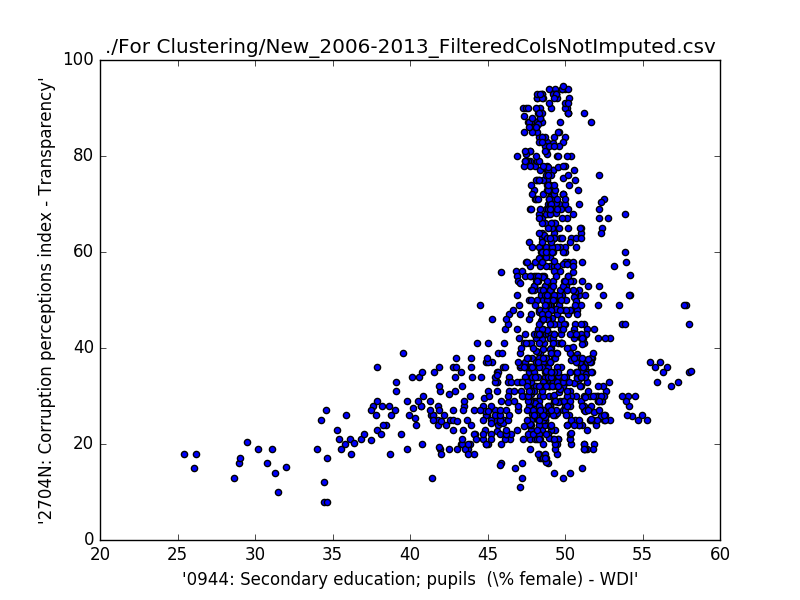 ./For Clustering/New_2006-2013_FilteredColsNotImputed.csv
100
80
60
40
20
0
'2704N: Corruption perceptions index - Transparency'
20 25 30 35 40 45 50 55 60
'0944: Secondary education; pupils  (\% female) - WDI'